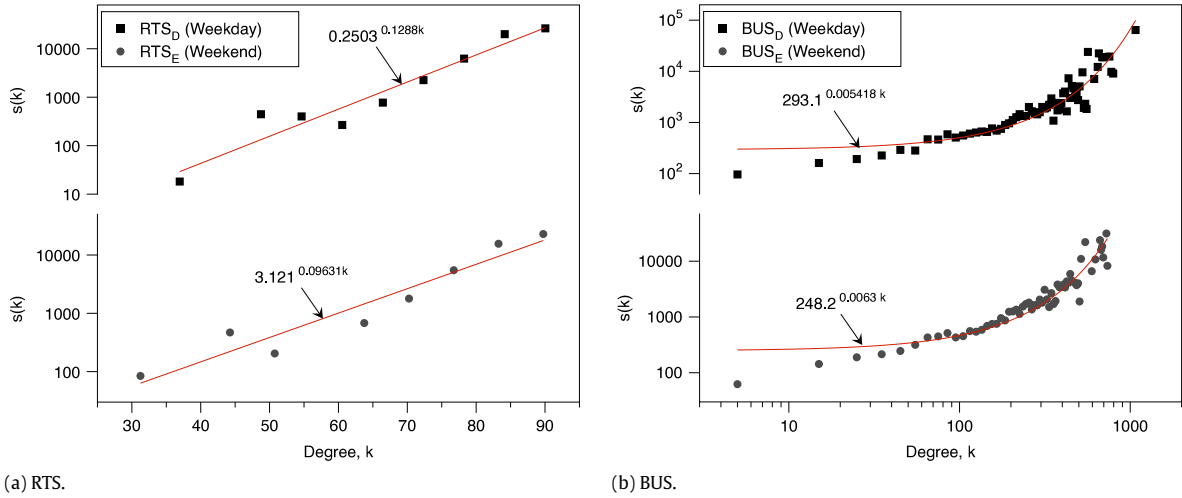 RTS_D (Weekday)
RTS_E (Weekend)
0.2503 ^0.1288k
s(k)
10000
1000
100
10
3.121 ^0.09631k
s(k)
10000
1000
100
30 40 50 60 70 80 90
Degree, k
(a) RTS.
BUS_D (Weekday)
BUS_E (Weekend)
293.1 ^0.005418 k
s(k)
10^5
10^4
10^3
10^2
248.2 ^0.0063 k
s(k)
10000
1000
100
10 100 1000
Degree, k
(b) BUS.